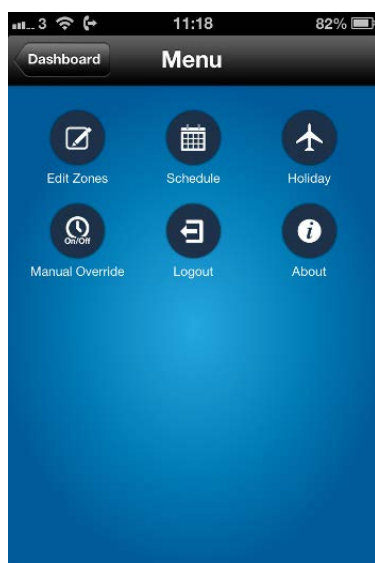 3 11:18 82%
Dashboard Menu
Edit Zones Schedule Holiday
On/Off
Manual Override Logout About